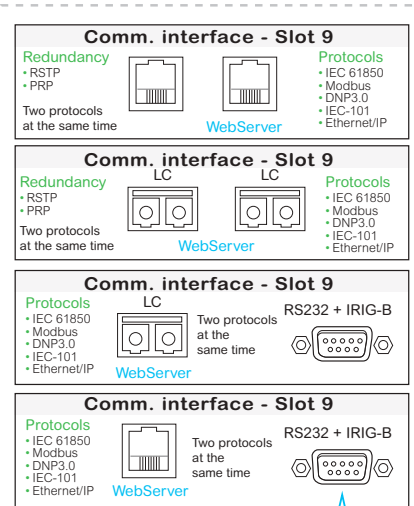 Comm. interface - Slot 9
Redundancy
• RSTP
• PRP
Two protocols
at the same time
WebServer
Protocols
• IEC 61850
• Modbus
• DNP3.0
• IEC-101
• Ethernet/IP
Comm. interface - Slot 9
Redundancy
• RSTP
• PRP
Two protocols
at the same time
LC
LC
WebServer
Protocols
• IEC 61850
• Modbus
• DNP3.0
• IEC-101
• Ethernet/IP
Comm. interface - Slot 9
Protocols
• IEC 61850
• Modbus
• DNP3.0
• IEC-101
• Ethernet/IP
LC
WebServer
Two protocols
at the
same time
RS232 + IRIG-B
Comm. interface - Slot 9
Protocols
• IEC 61850
• Modbus
• DNP3.0
• IEC-101
• Ethernet/IP
WebServer
Two protocols
at the
same time
RS232 + IRIG-B